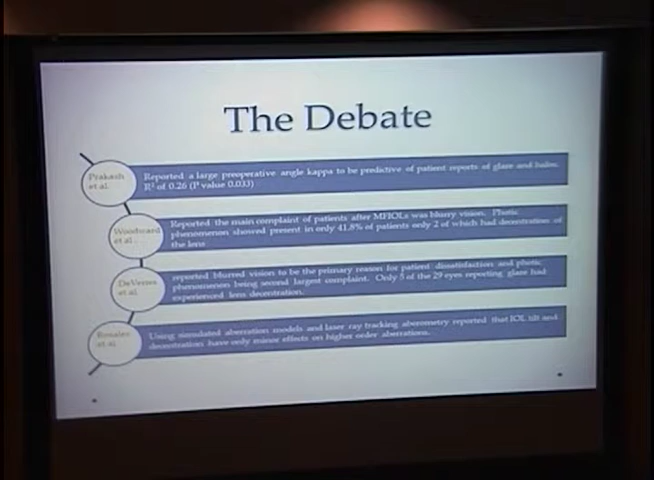 The Debate
Prakash
et al.
Reported a large preoperative angle kappa to be predictive of patient reports of glare and halos.
R² of 0.26 (P value 0.033)
Woodward
et al.
Reported the main complaint of patients after MFIOLs was blurry vision. Photic
phenomenon showed present in only 41.8% of patients only 2 of which had decentration of
the lens
DeVries
et al.
reported blurred vision to be the primary reason for patient dissatisfaction and photic
phenomenon being second largest complaint. Only 5 of the 29 eyes reporting glare had
experienced lens decentration.
Rosales
et al.
Using simulated aberration models and laser ray tracking aberometry reported that IOL tilt and
decentration have only minor effects on higher order aberrations.